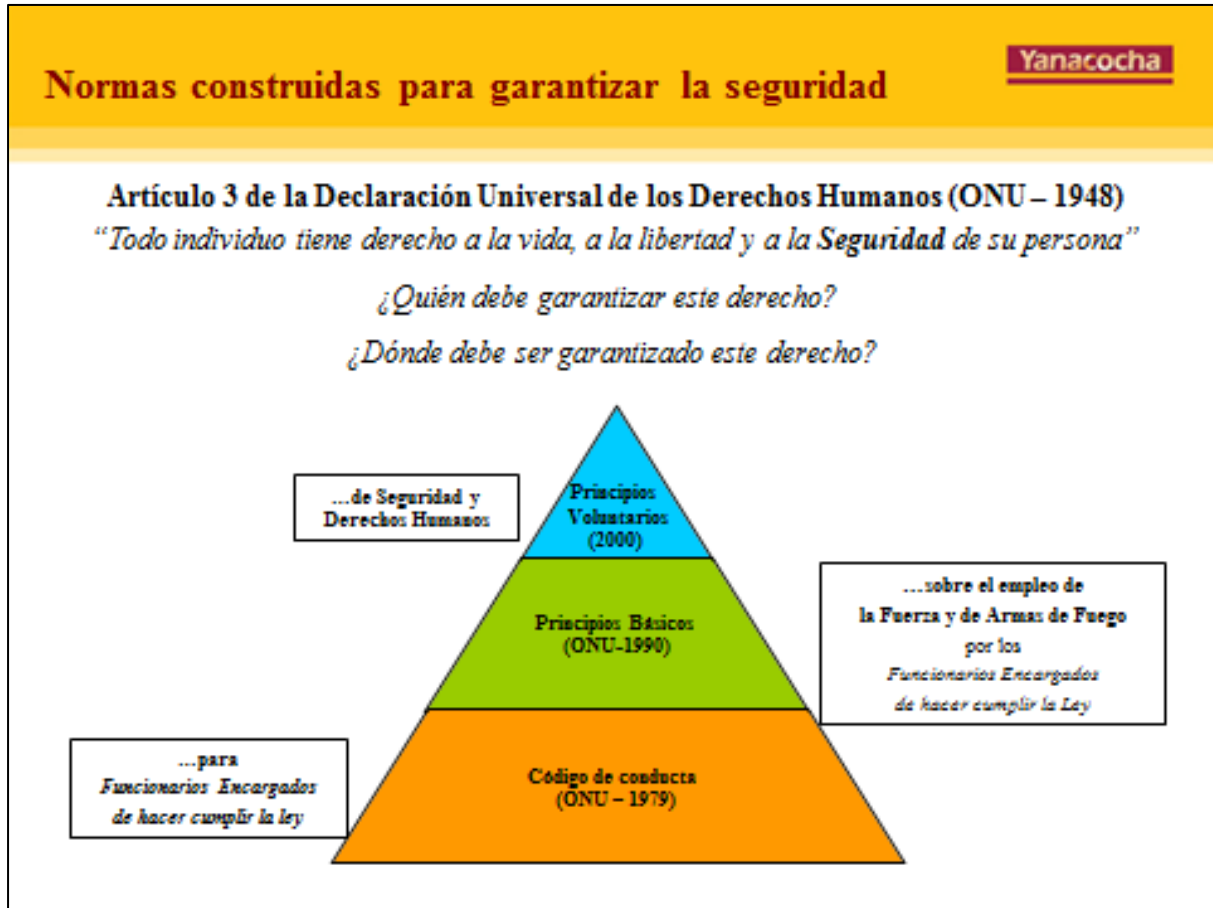 Yanacocha
Normas construidas para garantizar la seguridad
Artículo 3 de la Declaración Universal de los Derechos Humanos (ONU – 1948)
“Todo individuo tiene derecho a la vida, a la libertad y a la Seguridad de su persona”
¿Quién debe garantizar este derecho?
¿Dónde debe ser garantizado este derecho?
...de Seguridad y
Derechos Humanos
Principios
Voluntarios
(2000)
Principios Básicos
(ONU-1990)
...sobre el empleo de
la Fuerza y de Armas de Fuego
por los
Funcionarios Encargados
de hacer cumplir la Ley
...para
Funcionarios Encargados
de hacer cumplir la ley
Código de conducta
(ONU – 1979)